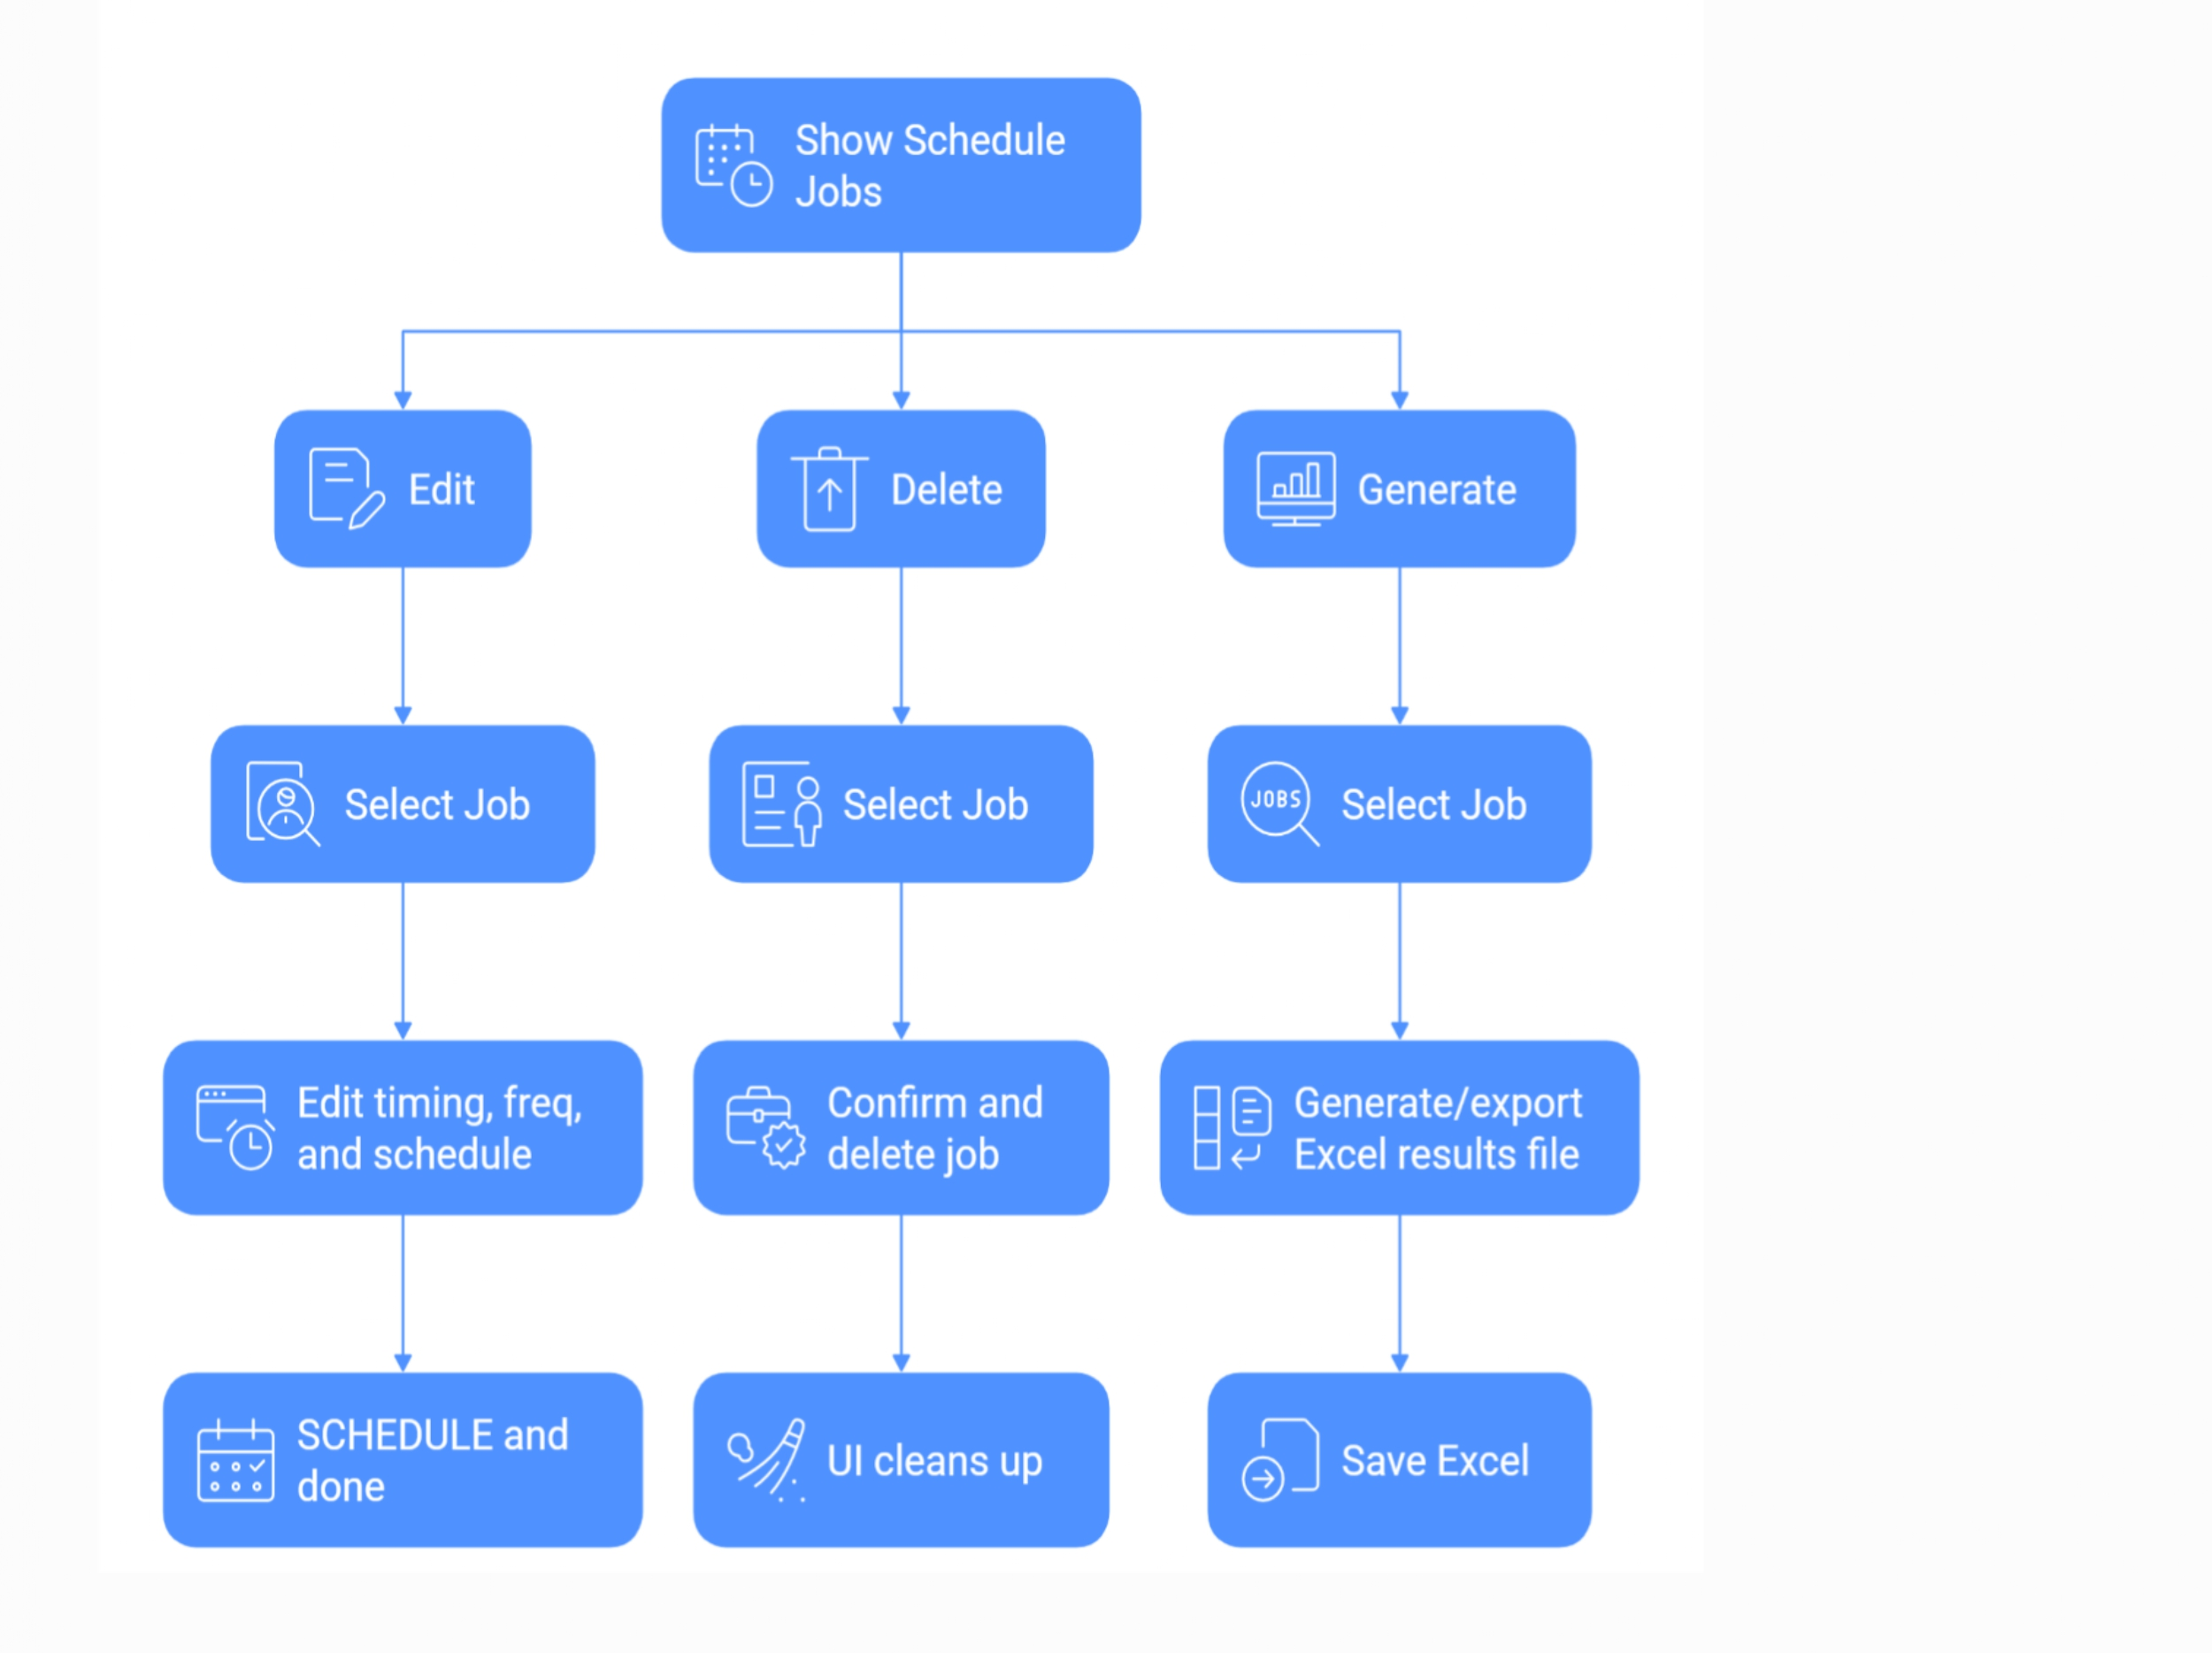 Show Schedule
Jobs
Edit
Delete
Generate
Select Job
Select Job
JOBS
Select Job
Edit timing, freq,
and schedule
Confirm and
delete job
Generate/export
Excel results file
SCHEDULE and
done
UI cleans up
Save Excel